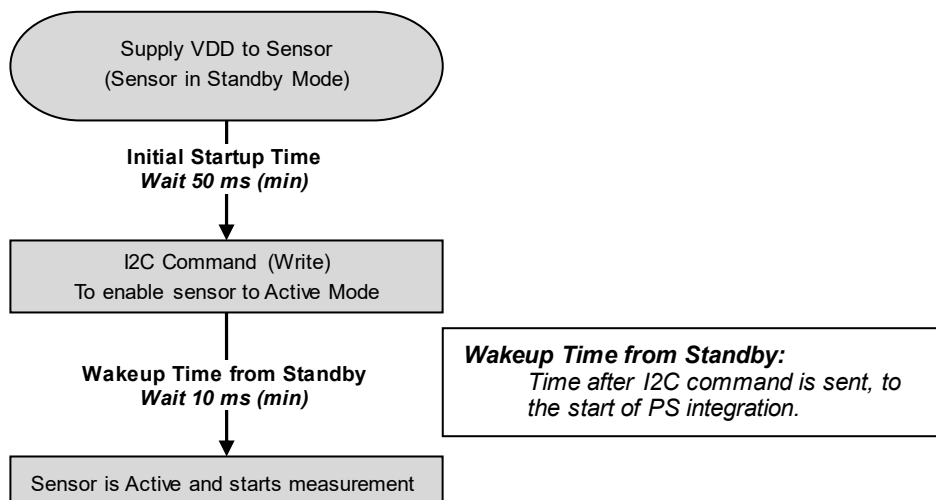 Supply VDD to Sensor
(Sensor in Standby Mode)
Initial Startup Time
Wait 50 ms (min)
I2C Command (Write)
To enable sensor to Active Mode
Wakeup Time from Standby
Wait 10 ms (min)
Wakeup Time from Standby:
Time after I2C command is sent, to
the start of PS integration.
Sensor is Active and starts measurement